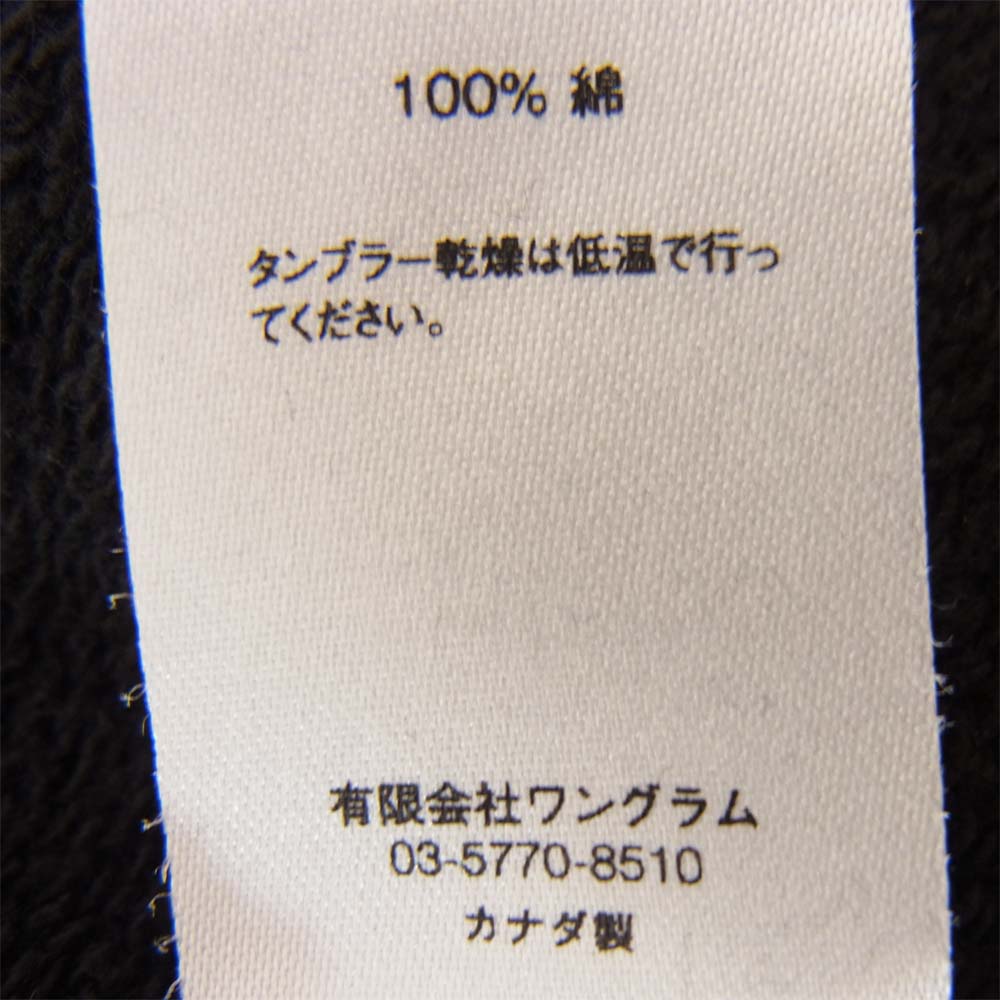 100% 綿
タンブラー乾燥は低温で行っ
てください。
有限会社ワングラム
03-5770-8510
カナダ製